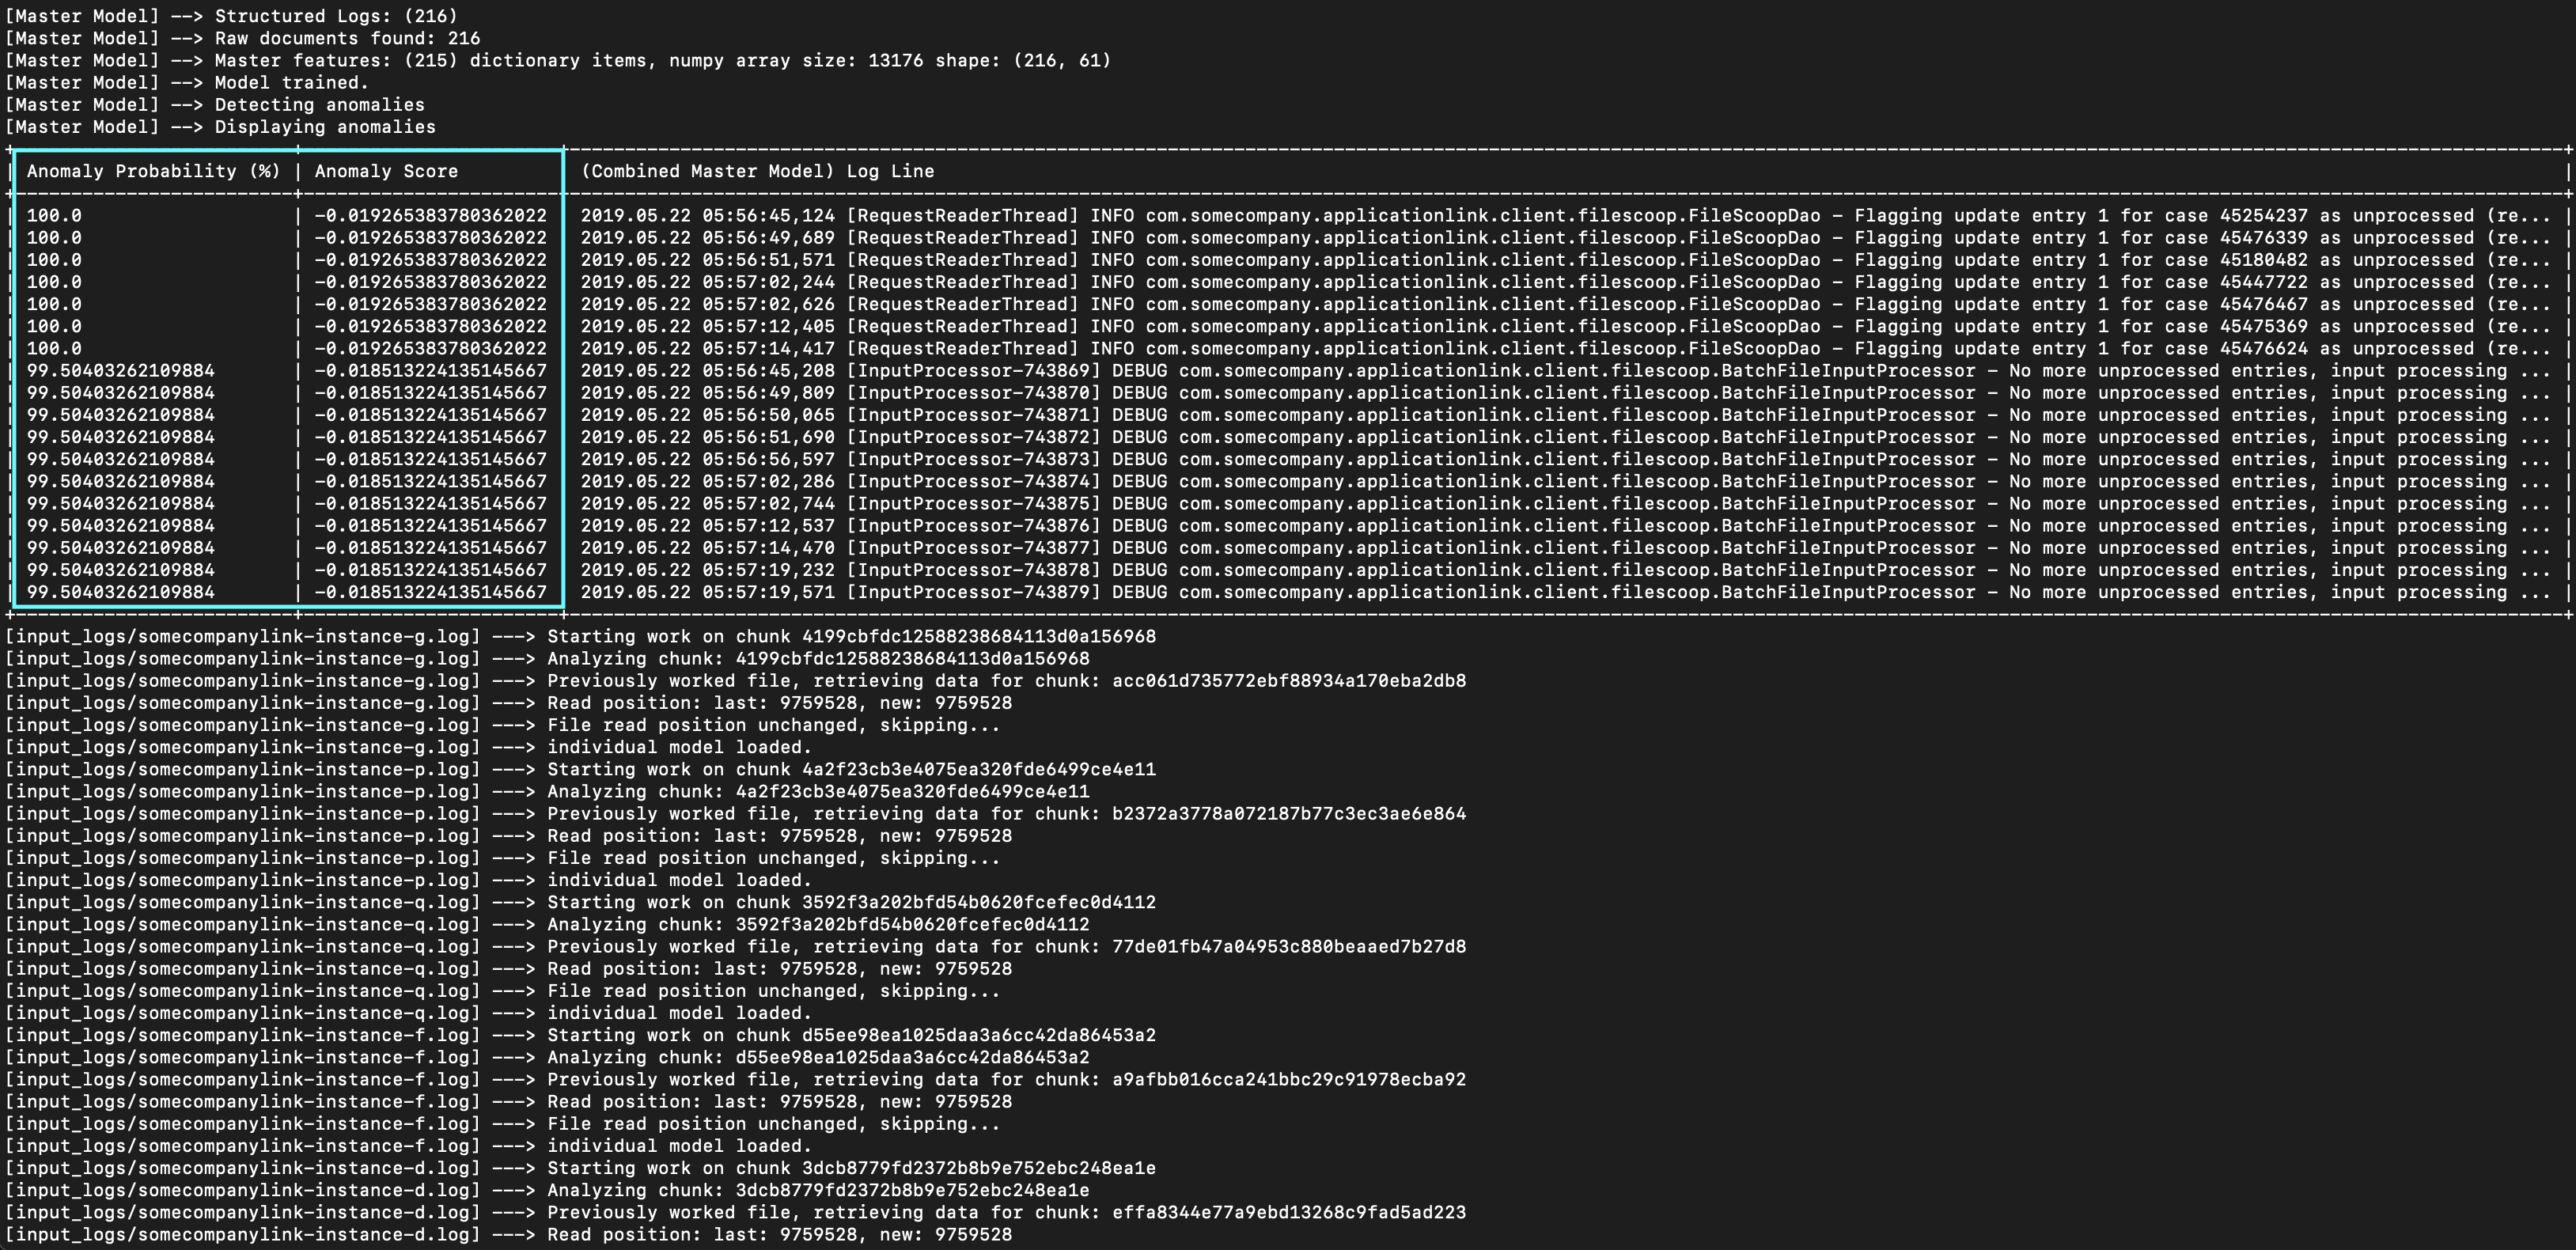 [Master Model] --> Structured Logs: (216)
[Master Model] --> Raw documents found: 216
[Master Model] --> Master features: (215) dictionary items, numpy array size: 13176 shape: (216, 61)
[Master Model] --> Model trained.
[Master Model] --> Detecting anomalies
[Master Model] --> Displaying anomalies
| Anomaly Probability (%) | Anomaly Score | (Combined Master Model) Log Line |
| 100.0 | -0.019265383780362022 | 2019.05.22 05:56:45,124 [RequestReaderThread] INFO com.somecompany.applicationlink.client.filescoop.FileScoopDao - Flagging update entry 1 for case 45254237 as unprocessed (re... |
| 100.0 | -0.019265383780362022 | 2019.05.22 05:56:49,689 [RequestReaderThread] INFO com.somecompany.applicationlink.client.filescoop.FileScoopDao - Flagging update entry 1 for case 45476339 as unprocessed (re... |
| 100.0 | -0.019265383780362022 | 2019.05.22 05:56:51,571 [RequestReaderThread] INFO com.somecompany.applicationlink.client.filescoop.FileScoopDao - Flagging update entry 1 for case 45180482 as unprocessed (re... |
| 100.0 | -0.019265383780362022 | 2019.05.22 05:57:02,244 [RequestReaderThread] INFO com.somecompany.applicationlink.client.filescoop.FileScoopDao - Flagging update entry 1 for case 45447722 as unprocessed (re... |
| 100.0 | -0.019265383780362022 | 2019.05.22 05:57:02,626 [RequestReaderThread] INFO com.somecompany.applicationlink.client.filescoop.FileScoopDao - Flagging update entry 1 for case 45476467 as unprocessed (re... |
| 100.0 | -0.019265383780362022 | 2019.05.22 05:57:12,405 [RequestReaderThread] INFO com.somecompany.applicationlink.client.filescoop.FileScoopDao - Flagging update entry 1 for case 45475369 as unprocessed (re... |
| 100.0 | -0.019265383780362022 | 2019.05.22 05:57:14,417 [RequestReaderThread] INFO com.somecompany.applicationlink.client.filescoop.FileScoopDao - Flagging update entry 1 for case 45476624 as unprocessed (re... |
| 99.50403262109884 | -0.018513224135145667 | 2019.05.22 05:56:45,208 [InputProcessor-743869] DEBUG com.somecompany.applicationlink.client.filescoop.BatchFileInputProcessor - No more unprocessed entries, input processing ... |
| 99.50403262109884 | -0.018513224135145667 | 2019.05.22 05:56:49,809 [InputProcessor-743870] DEBUG com.somecompany.applicationlink.client.filescoop.BatchFileInputProcessor - No more unprocessed entries, input processing ... |
| 99.50403262109884 | -0.018513224135145667 | 2019.05.22 05:56:50,065 [InputProcessor-743871] DEBUG com.somecompany.applicationlink.client.filescoop.BatchFileInputProcessor - No more unprocessed entries, input processing ... |
| 99.50403262109884 | -0.018513224135145667 | 2019.05.22 05:56:51,690 [InputProcessor-743872] DEBUG com.somecompany.applicationlink.client.filescoop.BatchFileInputProcessor - No more unprocessed entries, input processing ... |
| 99.50403262109884 | -0.018513224135145667 | 2019.05.22 05:56:56,597 [InputProcessor-743873] DEBUG com.somecompany.applicationlink.client.filescoop.BatchFileInputProcessor - No more unprocessed entries, input processing ... |
| 99.50403262109884 | -0.018513224135145667 | 2019.05.22 05:57:02,286 [InputProcessor-743874] DEBUG com.somecompany.applicationlink.client.filescoop.BatchFileInputProcessor - No more unprocessed entries, input processing ... |
| 99.50403262109884 | -0.018513224135145667 | 2019.05.22 05:57:02,744 [InputProcessor-743875] DEBUG com.somecompany.applicationlink.client.filescoop.BatchFileInputProcessor - No more unprocessed entries, input processing ... |
| 99.50403262109884 | -0.018513224135145667 | 2019.05.22 05:57:12,537 [InputProcessor-743876] DEBUG com.somecompany.applicationlink.client.filescoop.BatchFileInputProcessor - No more unprocessed entries, input processing ... |
| 99.50403262109884 | -0.018513224135145667 | 2019.05.22 05:57:14,470 [InputProcessor-743877] DEBUG com.somecompany.applicationlink.client.filescoop.BatchFileInputProcessor - No more unprocessed entries, input processing ... |
| 99.50403262109884 | -0.018513224135145667 | 2019.05.22 05:57:19,232 [InputProcessor-743878] DEBUG com.somecompany.applicationlink.client.filescoop.BatchFileInputProcessor - No more unprocessed entries, input processing ... |
| 99.50403262109884 | -0.018513224135145667 | 2019.05.22 05:57:19,571 [InputProcessor-743879] DEBUG com.somecompany.applicationlink.client.filescoop.BatchFileInputProcessor - No more unprocessed entries, input processing ... |
[input_logs/somecompanylink-instance-g.log] ---> Starting work on chunk 4199cbfdc12588238684113d0a156968
[input_logs/somecompanylink-instance-g.log] ---> Analyzing chunk: 4199cbfdc12588238684113d0a156968
[input_logs/somecompanylink-instance-g.log] ---> Previously worked file, retrieving data for chunk: acc061d735772ebf88934a170eba2db8
[input_logs/somecompanylink-instance-g.log] ---> Read position: last: 9759528, new: 9759528
[input_logs/somecompanylink-instance-g.log] ---> File read position unchanged, skipping...
[input_logs/somecompanylink-instance-g.log] ---> individual model loaded.
[input_logs/somecompanylink-instance-p.log] ---> Starting work on chunk 4a2f23cb3e4075ea320fde6499ce4e11
[input_logs/somecompanylink-instance-p.log] ---> Analyzing chunk: 4a2f23cb3e4075ea320fde6499ce4e11
[input_logs/somecompanylink-instance-p.log] ---> Previously worked file, retrieving data for chunk: b2372a3778a072187b77c3ec3ae6e864
[input_logs/somecompanylink-instance-p.log] ---> Read position: last: 9759528, new: 9759528
[input_logs/somecompanylink-instance-p.log] ---> File read position unchanged, skipping...
[input_logs/somecompanylink-instance-p.log] ---> individual model loaded.
[input_logs/somecompanylink-instance-q.log] ---> Starting work on chunk 3592f3a202bfd54b0620fcefec0d4112
[input_logs/somecompanylink-instance-q.log] ---> Analyzing chunk: 3592f3a202bfd54b0620fcefec0d4112
[input_logs/somecompanylink-instance-q.log] ---> Previously worked file, retrieving data for chunk: 77de01fb47a04953c880beaaed7b27d8
[input_logs/somecompanylink-instance-q.log] ---> Read position: last: 9759528, new: 9759528
[input_logs/somecompanylink-instance-q.log] ---> File read position unchanged, skipping...
[input_logs/somecompanylink-instance-q.log] ---> individual model loaded.
[input_logs/somecompanylink-instance-f.log] ---> Starting work on chunk d55ee98ea1025daa3a6cc42da86453a2
[input_logs/somecompanylink-instance-f.log] ---> Analyzing chunk: d55ee98ea1025daa3a6cc42da86453a2
[input_logs/somecompanylink-instance-f.log] ---> Previously worked file, retrieving data for chunk: a9afbb016cca241bbc29c91978ecba92
[input_logs/somecompanylink-instance-f.log] ---> Read position: last: 9759528, new: 9759528
[input_logs/somecompanylink-instance-f.log] ---> File read position unchanged, skipping...
[input_logs/somecompanylink-instance-f.log] ---> individual model loaded.
[input_logs/somecompanylink-instance-d.log] ---> Starting work on chunk 3dcb8779fd2372b8b9e752ebc248ea1e
[input_logs/somecompanylink-instance-d.log] ---> Analyzing chunk: 3dcb8779fd2372b8b9e752ebc248ea1e
[input_logs/somecompanylink-instance-d.log] ---> Previously worked file, retrieving data for chunk: effa8344e77a9ebd13268c9fad5ad223
[input_logs/somecompanylink-instance-d.log] ---> Read position: last: 9759528, new: 9759528